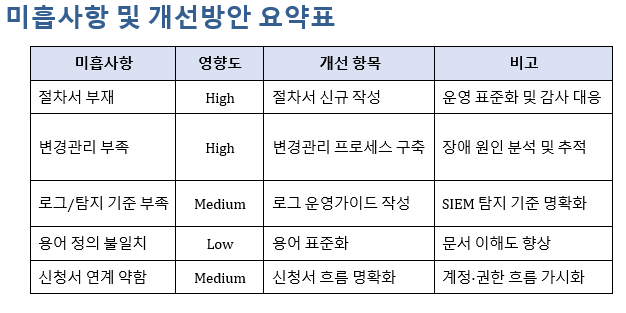 미흡사항 및 개선방안 요약표
미흡사항 영향도 개선 항목 비고
절차서 부재 High 절차서 신규 작성 운영 표준화 및 감사 대응
변경관리 부족 High 변경관리 프로세스 구축 장애 원인 분석 및 추적
로그/탐지 기준 부족 Medium 로그 운영가이드 작성 SIEM 탐지 기준 명확화
용어 정의 불일치 Low 용어 표준화 문서 이해도 향상
신청서 연계 약함 Medium 신청서 흐름 명확화 계정·권한 흐름 가시화